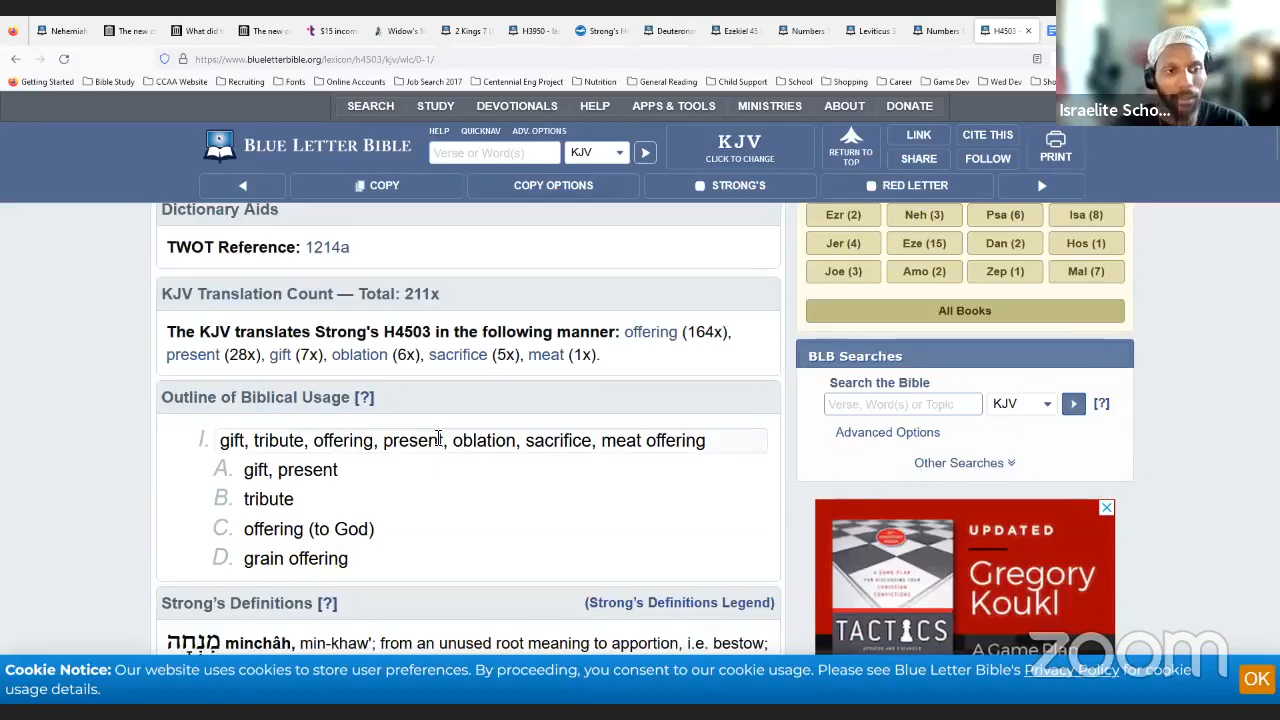 Nehemiah
The new c
What did t
The new c
$15 incom
Widow's M
2 Kings 7 (
H3950 - l
Strong's H
Deuteron
Ezekiel 45
Numbers
Leviticus
Numbers
H4503 -
https://www.blueletterbible.org/lexicon/h4503/kjv/wlc/0-1/
Getting Started
Bible Study
CCAA Website
Recruiting
Fonts
Online Accounts
Job Search 2017
Centennial Eng Project
Nutrition
General Reading
Child Support
School
Shopping
Career
Game Dev
Wed Dev
Israelite Scho...
SEARCH STUDY DEVOTIONALS HELP APPS & TOOLS MINISTRIES ABOUT DONATE
BLUE LETTER BIBLE
HELP QUICKNAV ADV. OPTIONS
Verse or Word(s)
KJV
KJV
CLICK TO CHANGE
RETURN TO
TOP
LINK
CITE THIS
SHARE
FOLLOW
PRINT
COPY
COPY OPTIONS
STRONG'S
RED LETTER
Dictionary Aids
TWOT Reference: 1214a
KJV Translation Count — Total: 211x
The KJV translates Strong's H4503 in the following manner: offering (164x),
present (28x), gift (7x), oblation (6x), sacrifice (5x), meat (1x).
Outline of Biblical Usage [?]
I. gift, tribute, offering, present, oblation, sacrifice, meat offering
A. gift, present
B. tribute
C. offering (to God)
D. grain offering
Strong's Definitions [?]
(Strong's Definitions Legend)
מִנְחָה minchâh, min-khaw'; from an unused root meaning to apportion, i.e. bestow;
Ezr (2) Neh (3) Psa (6) Isa (8)
Jer (4) Eze (15) Dan (2) Hos (1)
Joe (3) Amo (2) Zep (1) Mal (7)
All Books
BLB Searches
Search the Bible
Verse, Word(s) or Topic
KJV
[?]
Advanced Options
Other Searches
UPDATED
Gregory
Koukl
TACTICS
A Game Plan
zoom
Cookie Notice: Our website uses cookies to store user preferences. By proceeding, you consent to our cookie usage. Please see Blue Letter Bible's Privacy Policy for cookie
usage details.
OK